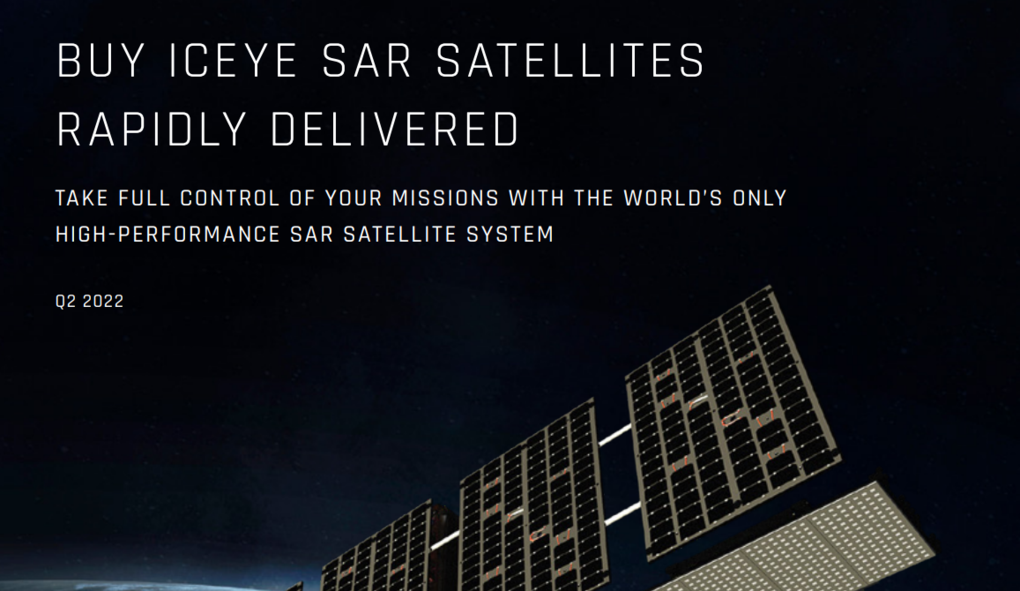 BUY ICEYE SAR SATELLITES
RAPIDLY DELIVERED
TAKE FULL CONTROL OF YOUR MISSIONS WITH THE WORLD'S ONLY
HIGH-PERFORMANCE SAR SATELLITE SYSTEM
Q2 2022